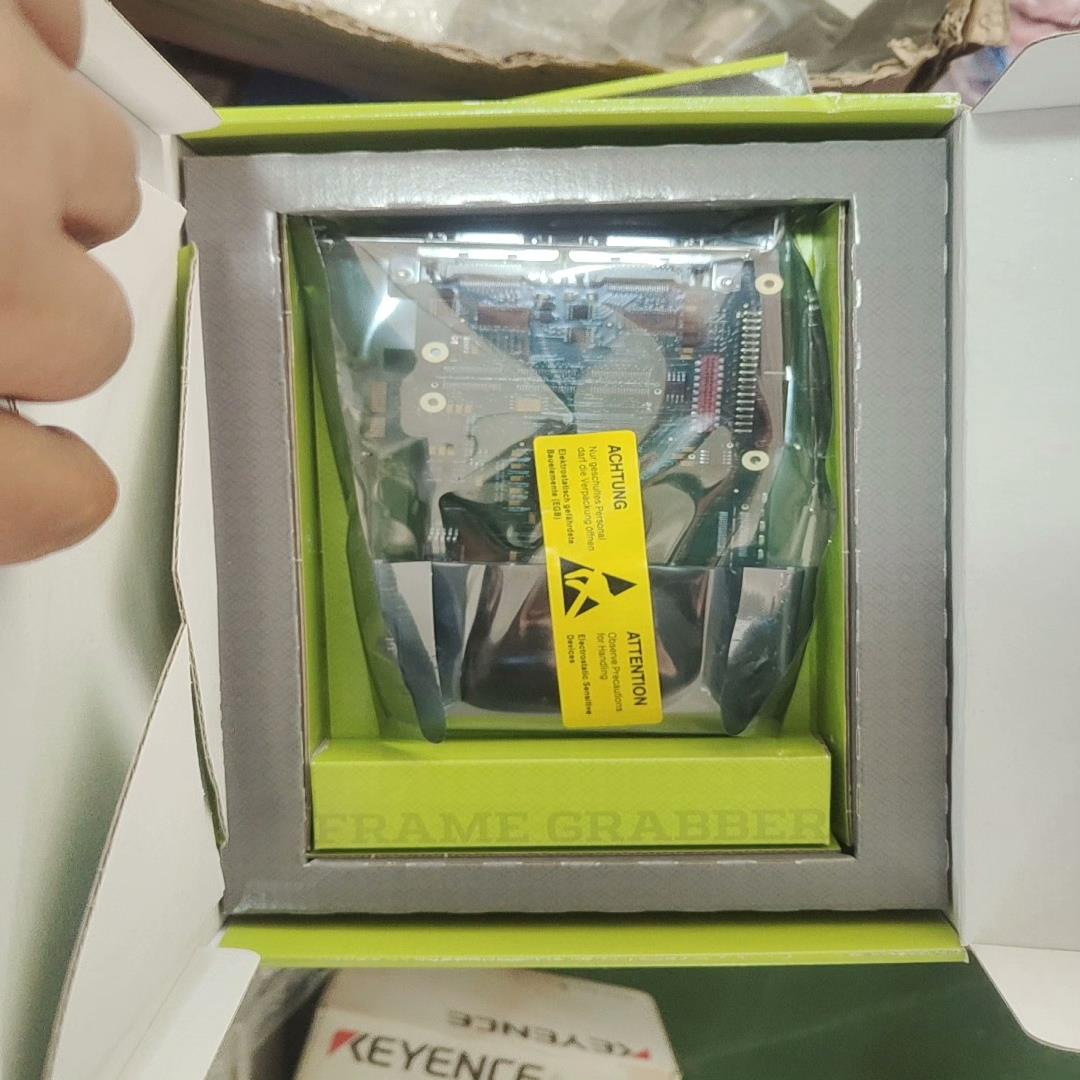 ACHTUNG
Nur geschultes Personal
darf die Verpackung öffnen
Elektrostatisch gefährdete
Bauelemente (EGB)
ATTENTION
Observe Precautions
for Handling
Electrostatic Sensitive
Devices
FRAME GRABBER
KEYENCE
KEYENCE